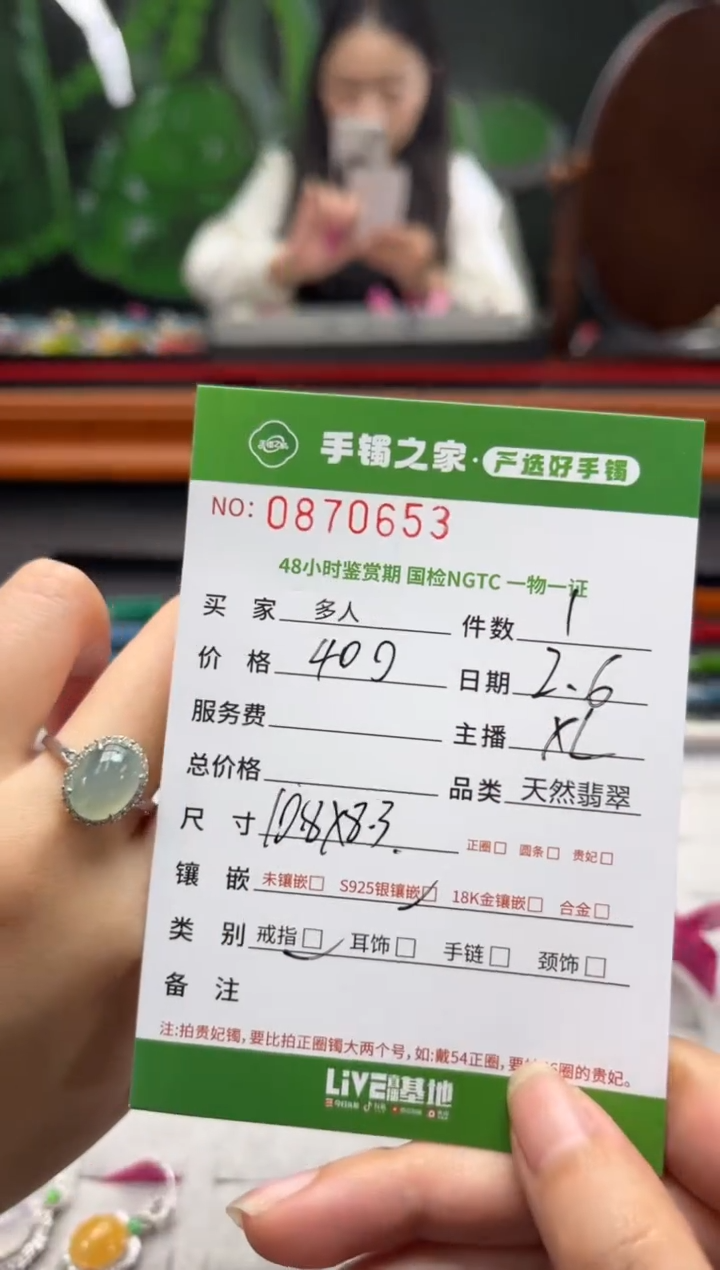 手镯之家·严选好手镯
NO: 0870653
48小时鉴赏期 国检NGTC 一物一证
买 家 多人 件数 1
价 格 409 日期 2.6
服务费 主播 XL
总价格 品类 天然翡翠
尺 寸 10.8X8.3 正圈□ 圆条□ 贵妃□
镶 嵌 未镶嵌□ S925银镶嵌☑ 18K金镶嵌□ 合金□
类 别 戒指☑ 耳饰□ 手链□ 颈饰□
备 注
注:拍贵妃镯,要比拍正圈镯大两个号,如:戴54正圈,要 圈的贵妃。
LiVE 基地